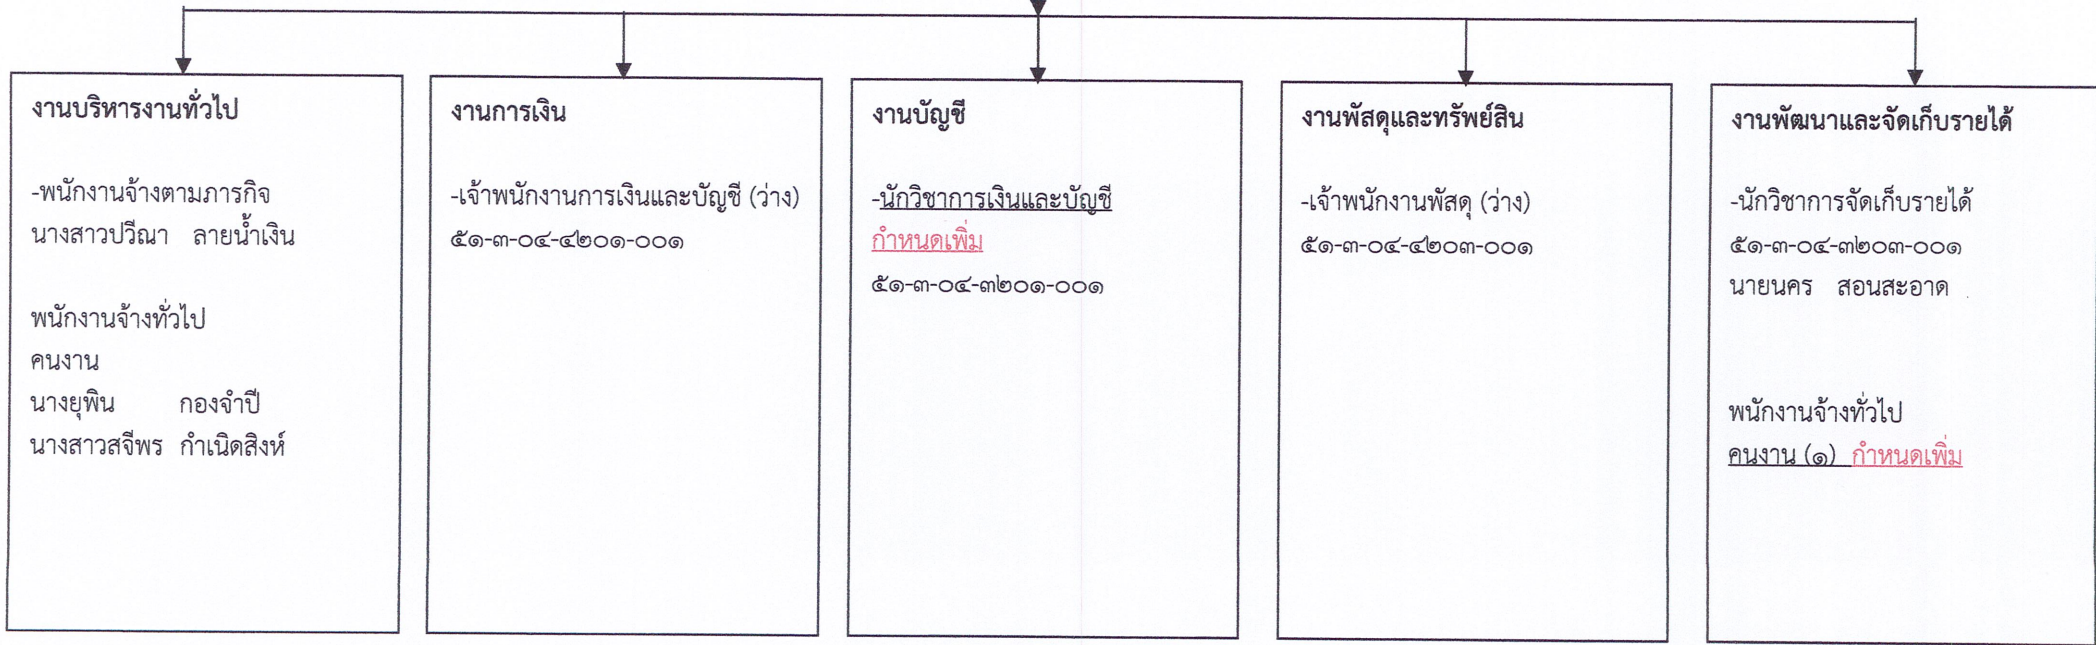 งานบริหารงานทั่วไป
-พนักงานจ้างตามภารกิจ
นางสาวปวีณา ลายน้ำเงิน
พนักงานจ้างทั่วไป
คนงาน
นางยุพิน กองจำปี
นางสาวสจีพร กำเนิดสิงห์
งานการเงิน
-เจ้าพนักงานการเงินและบัญชี (ว่าง)
๕๑-๓-๐๔-๔๒๐๑-๐๐๑
งานบัญชี
-นักวิชาการเงินและบัญชี
กำหนดเพิ่ม
๕๑-๓-๐๔-๓๒๐๑-๐๐๑
งานพัสดุและทรัพย์สิน
-เจ้าพนักงานพัสดุ (ว่าง)
๕๑-๓-๐๔-๔๒๐๓-๐๐๑
งานพัฒนาและจัดเก็บรายได้
-นักวิชาการจัดเก็บรายได้
๕๑-๓-๐๔-๓๒๐๓-๐๐๑
นายนคร สอนสะอาด
พนักงานจ้างทั่วไป
คนงาน (๑) กำหนดเพิ่ม